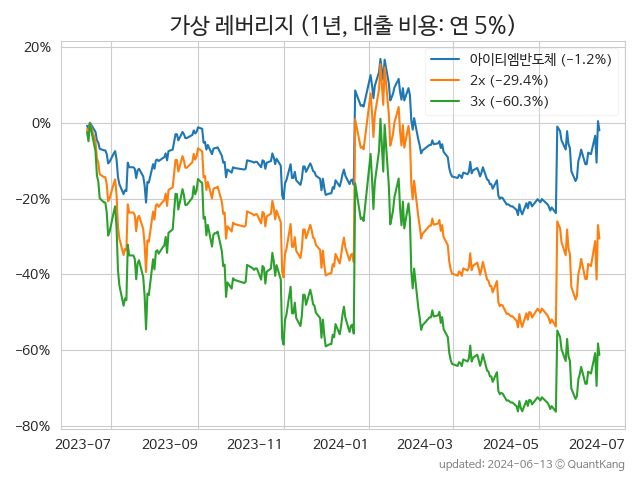 가상 레버리지 (1년, 대출 비용: 연 5%)
20%
0%
−20%
−40%
−60%
−80%
아이티엠반도체 (−1.2%)
2x (−29.4%)
3x (−60.3%)
2023−07 2023−09 2023−11 2024−01 2024−03 2024−05 2024−07
updated: 2024-06-13 © QuantKang